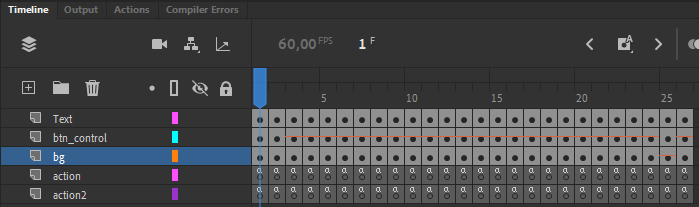 Timeline Output Actions Compiler Errors
60,00 FPS 1 F
5 10 15 20 25
Text
btn_control
bg
action
action2